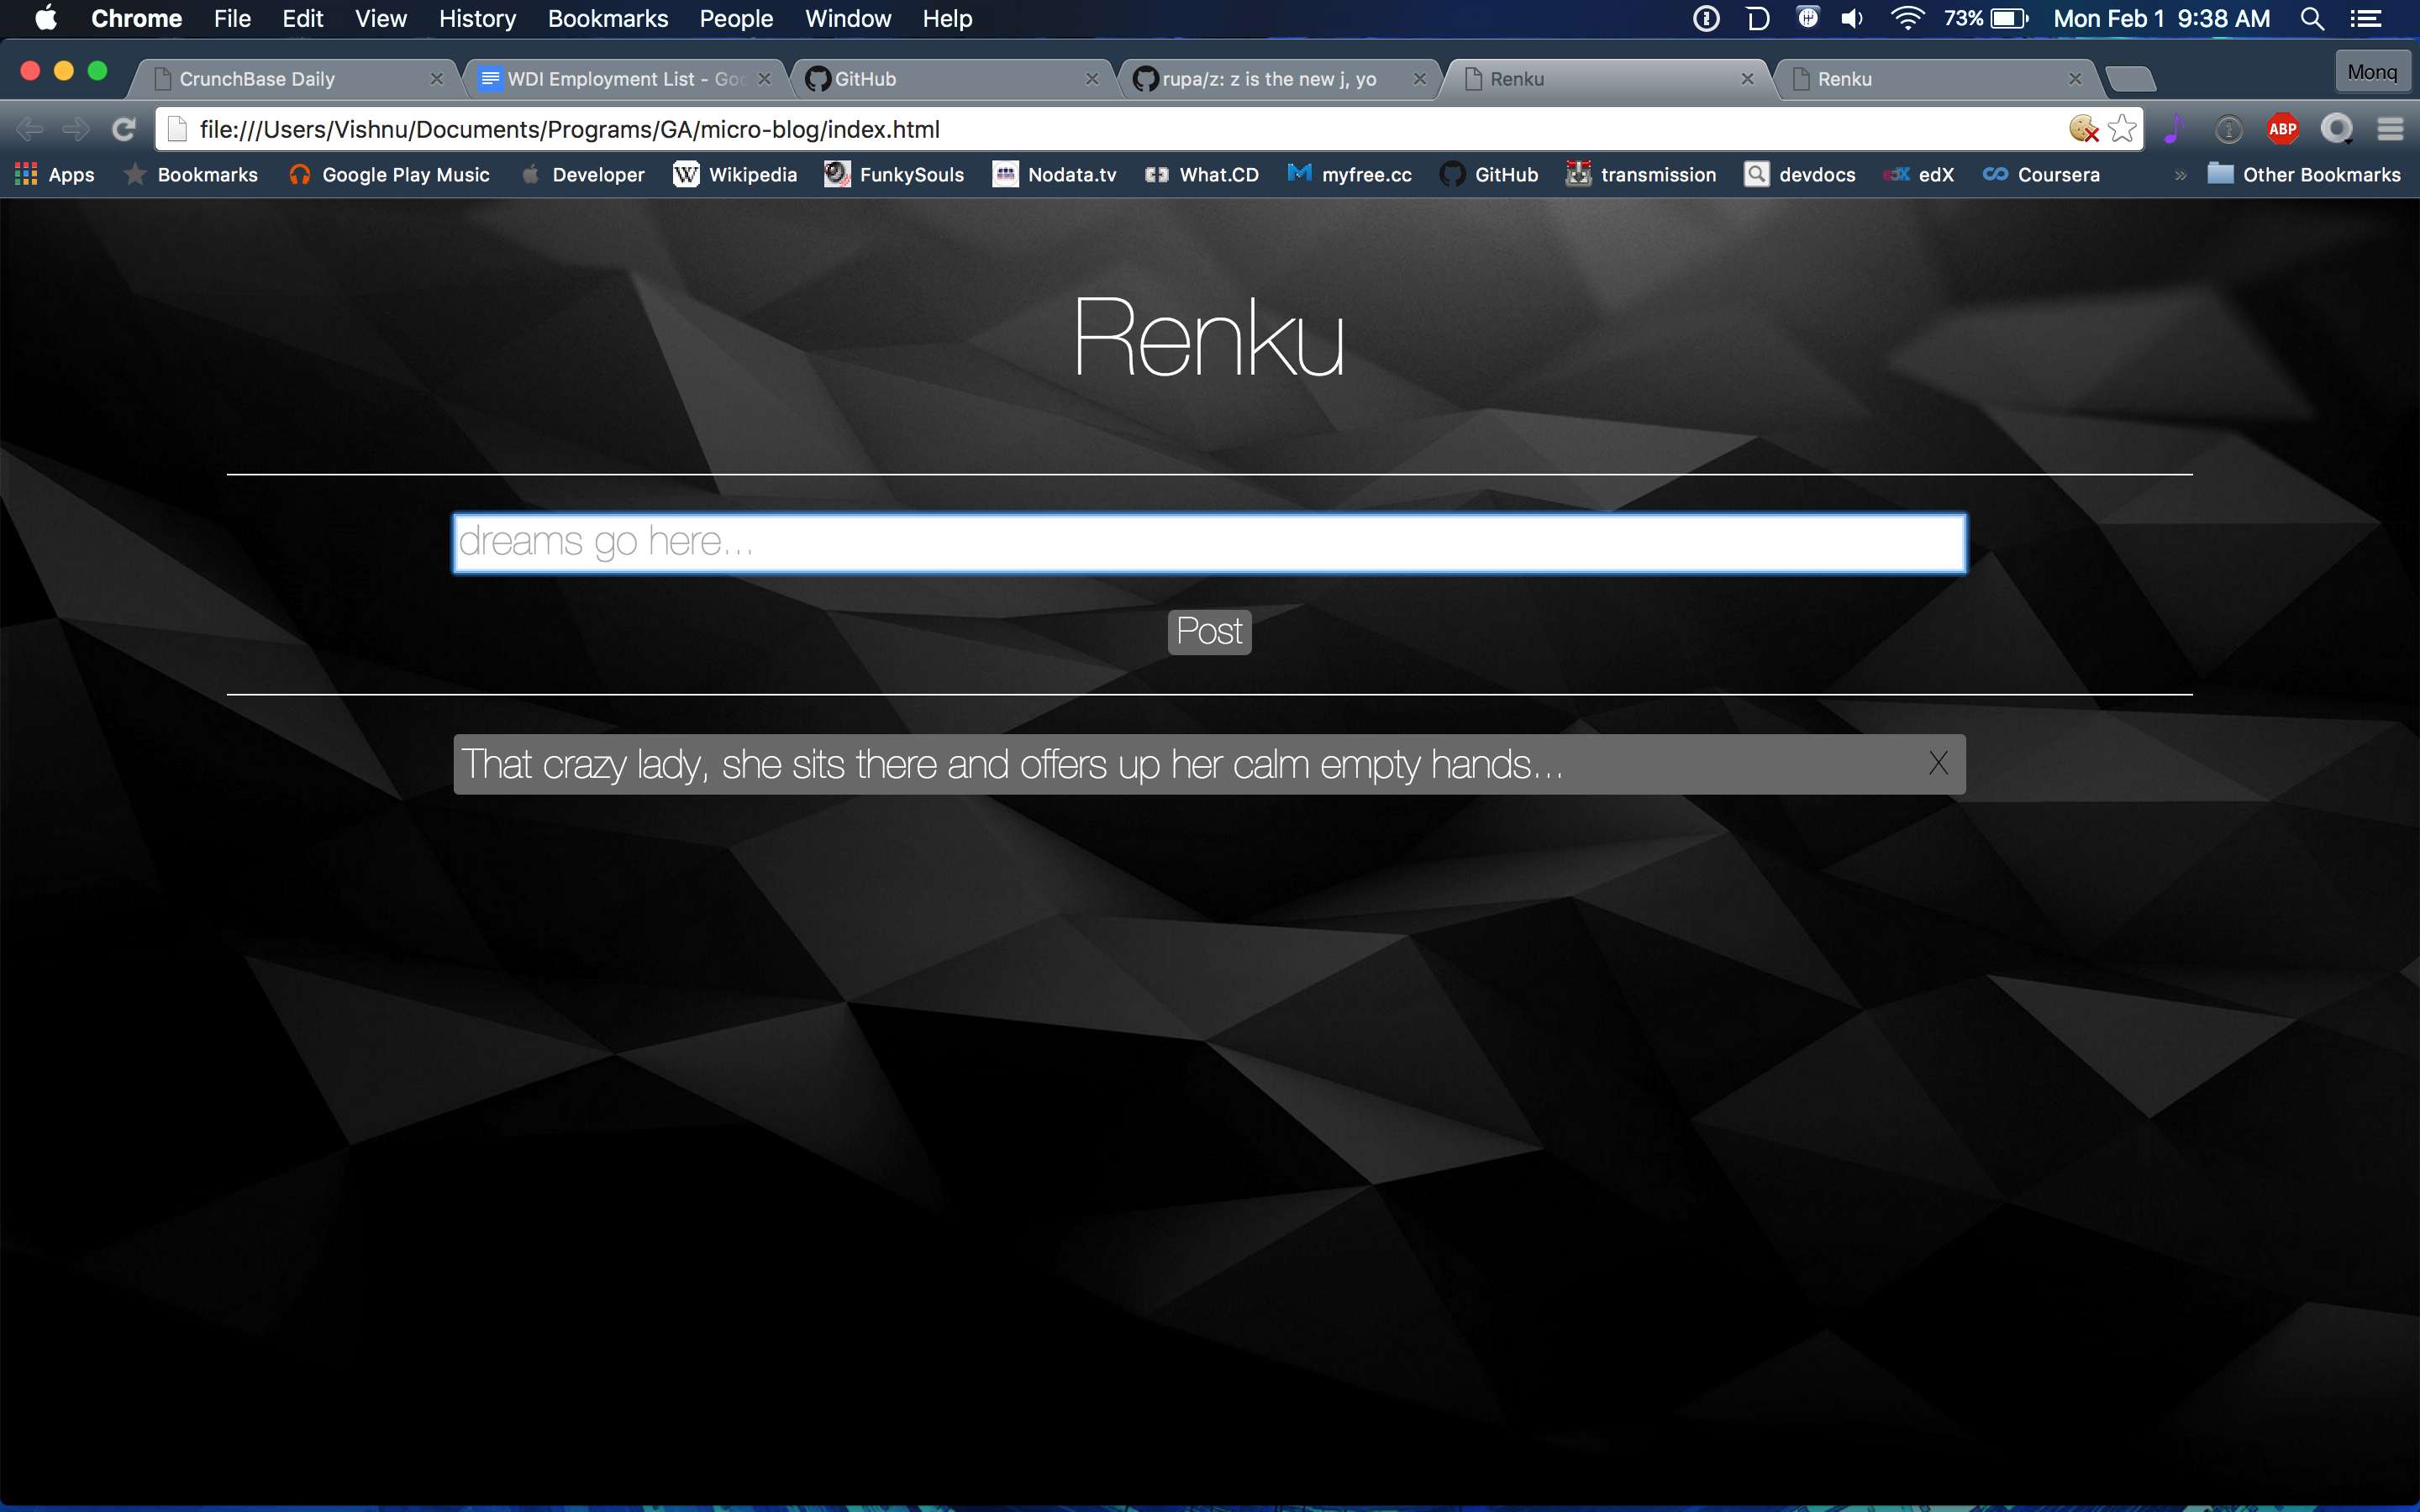 Chrome File Edit View History Bookmarks People Window Help 73% Mon Feb 1 9:38 AM
CrunchBase Daily WDI Employment List - Goo GitHub rupa/z: z is the new j, yo Renku Renku Monq
file:///Users/Vishnu/Documents/Programs/GA/micro-blog/index.html ABP
Apps Bookmarks Google Play Music Developer W Wikipedia FunkySouls Nodata.tv What.CD myfree.cc GitHub transmission devdocs edX edX Coursera » Other Bookmarks
Renku
dreams go here...
Post
That crazy lady, she sits there and offers up her calm empty hands... X